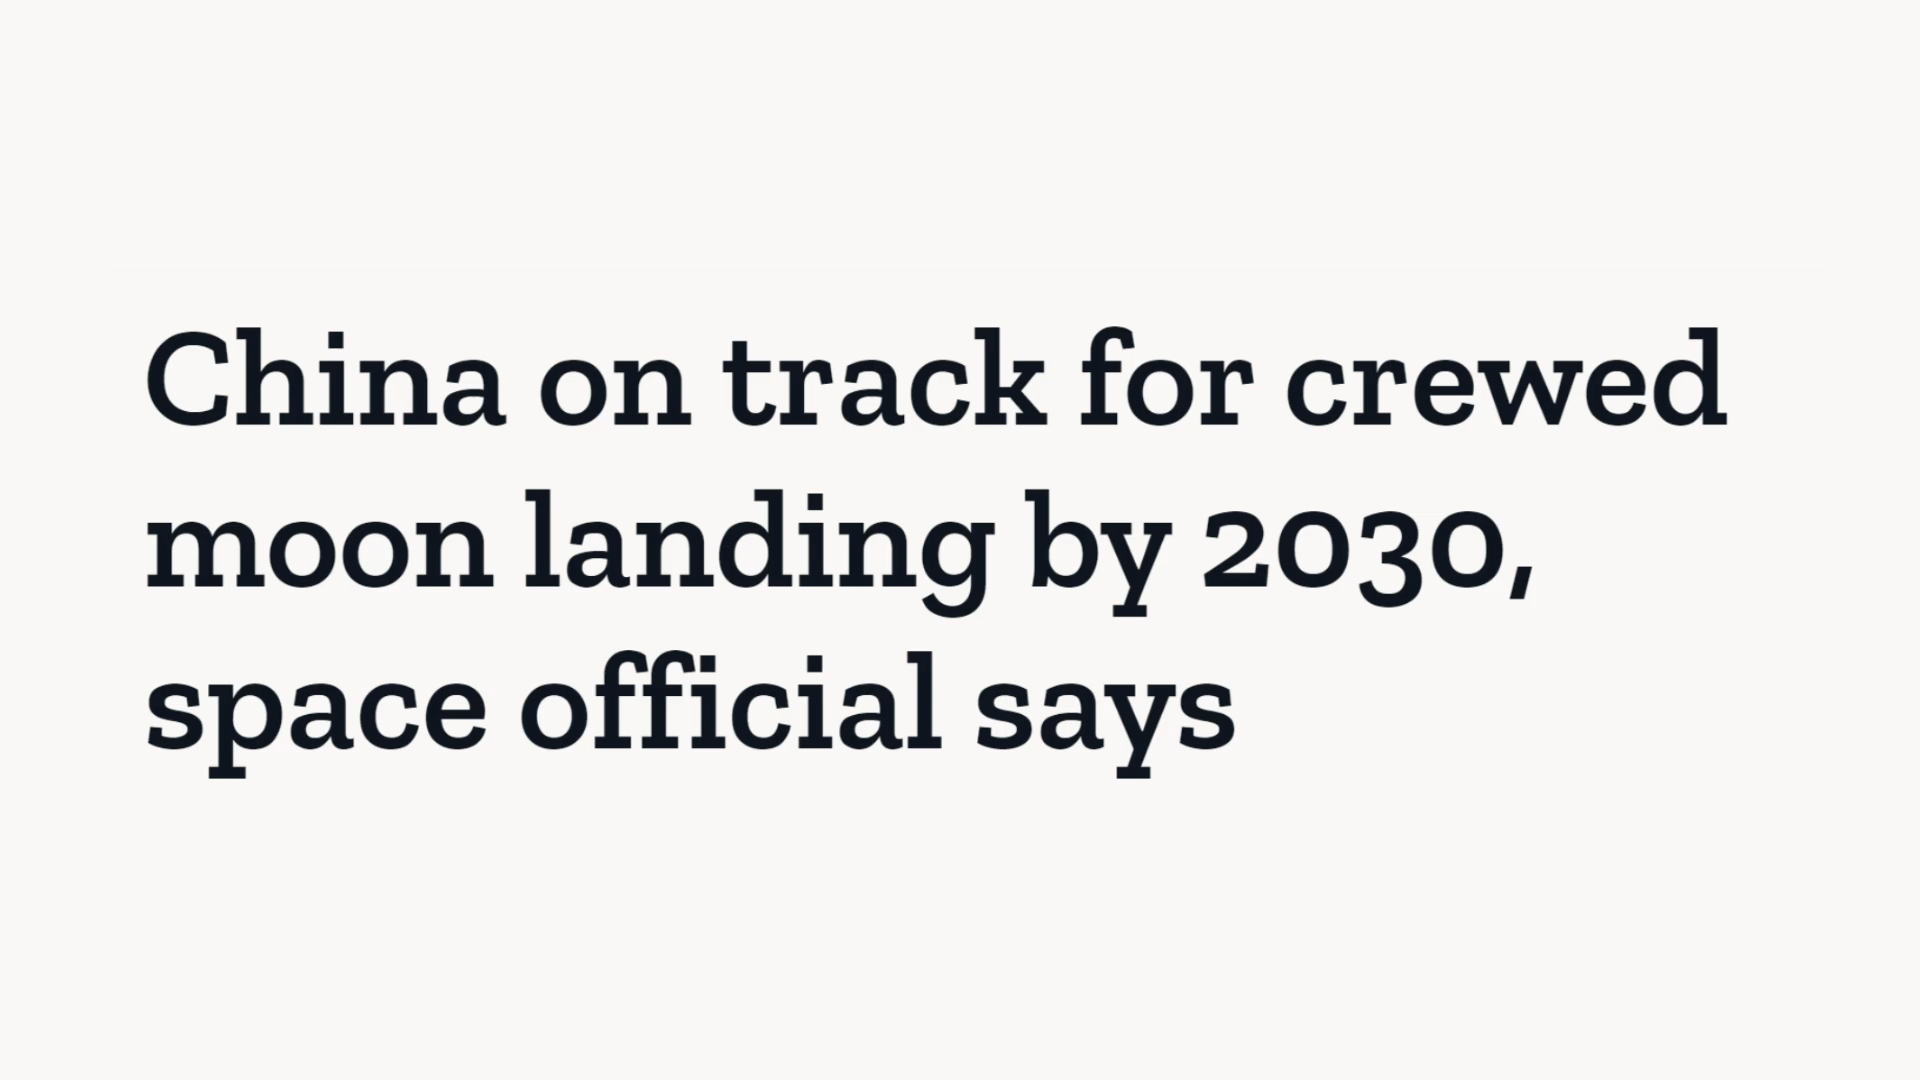 China on track for crewed
moon landing by 2030,
space official says